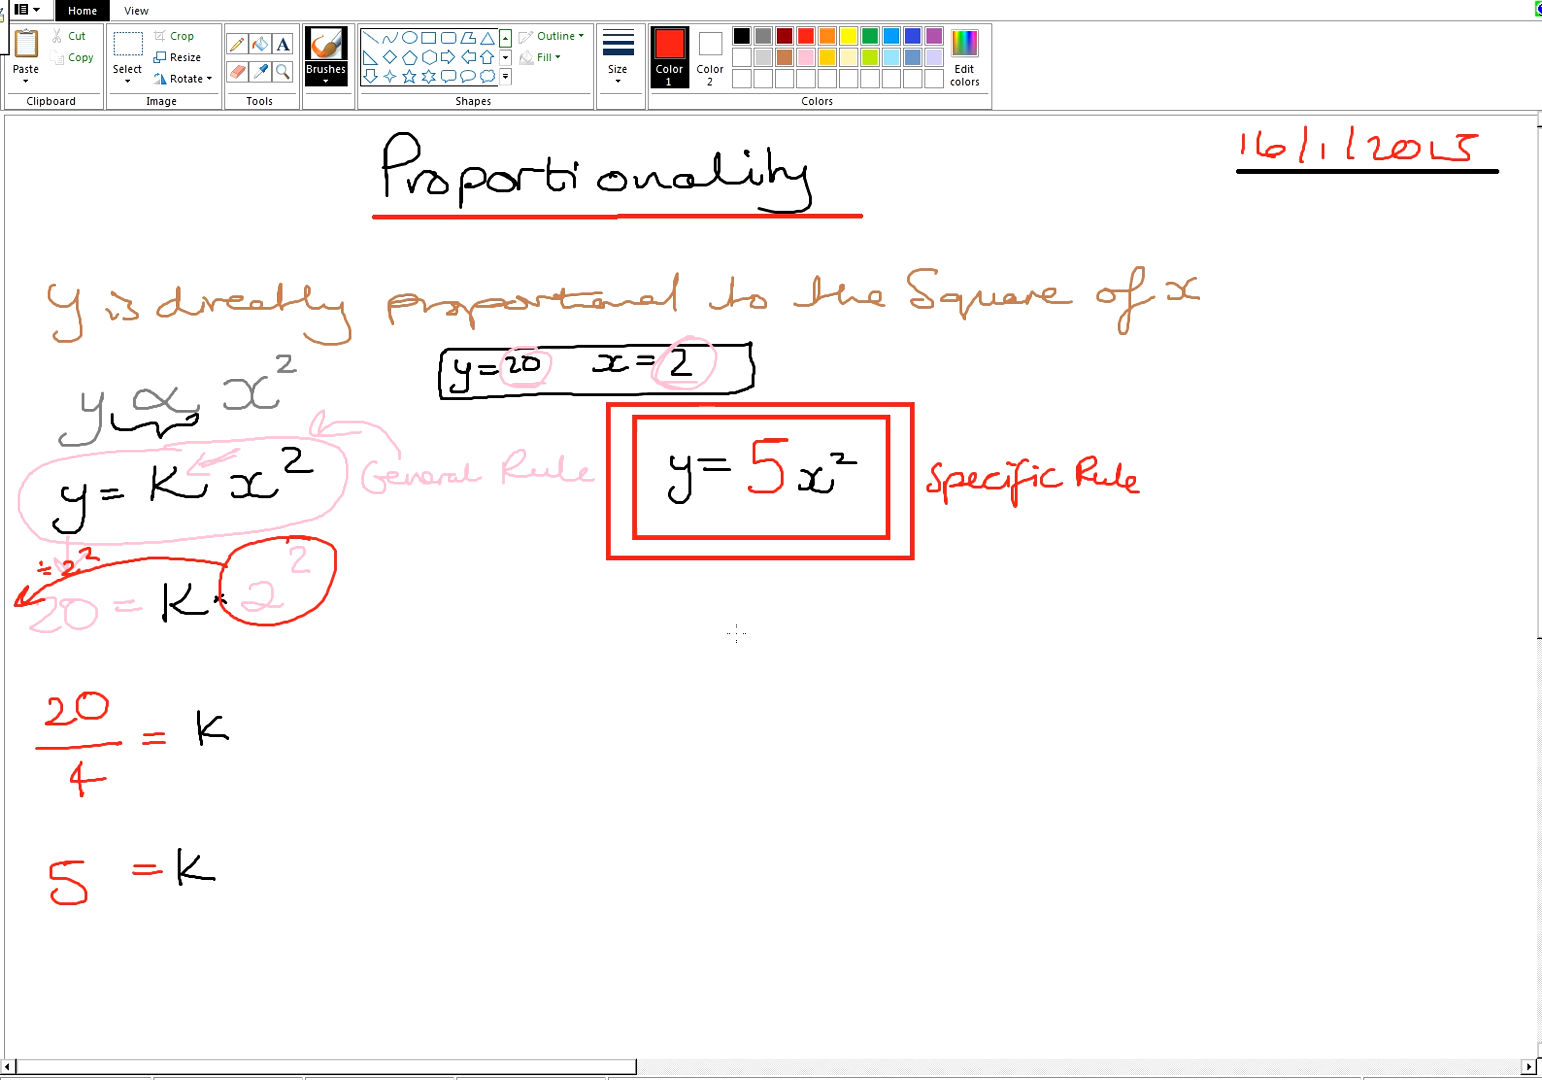 Home View
Cut
Copy
Paste
Clipboard
Select
Crop
Resize
Rotate
Image
A
Tools
Brushes
Shapes
Outline
Fill
Size
Color 1
Color 2
Edit colors
Colors
Proportionality
16/1/2015
y is directly proportional to the Square of x
y=20 x=2
y ∝ x²
y = K x²
General Rule
y = 5x²
Specific Rule
÷ 2²
20 = K × 2²
20/4 = K
5 = K